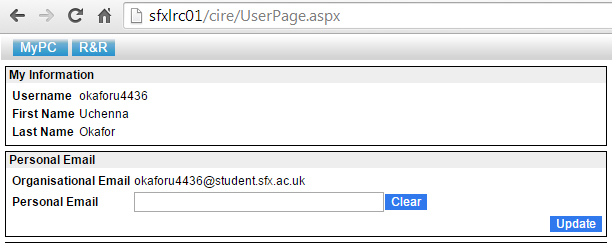 sfxlrc01/cire/UserPage.aspx
MyPC R&R
My Information
Username okaforu4436
First Name Uchenna
Last Name Okafor
Personal Email
Organisational Email okaforu4436@student.sfx.ac.uk
Personal Email Clear
Update